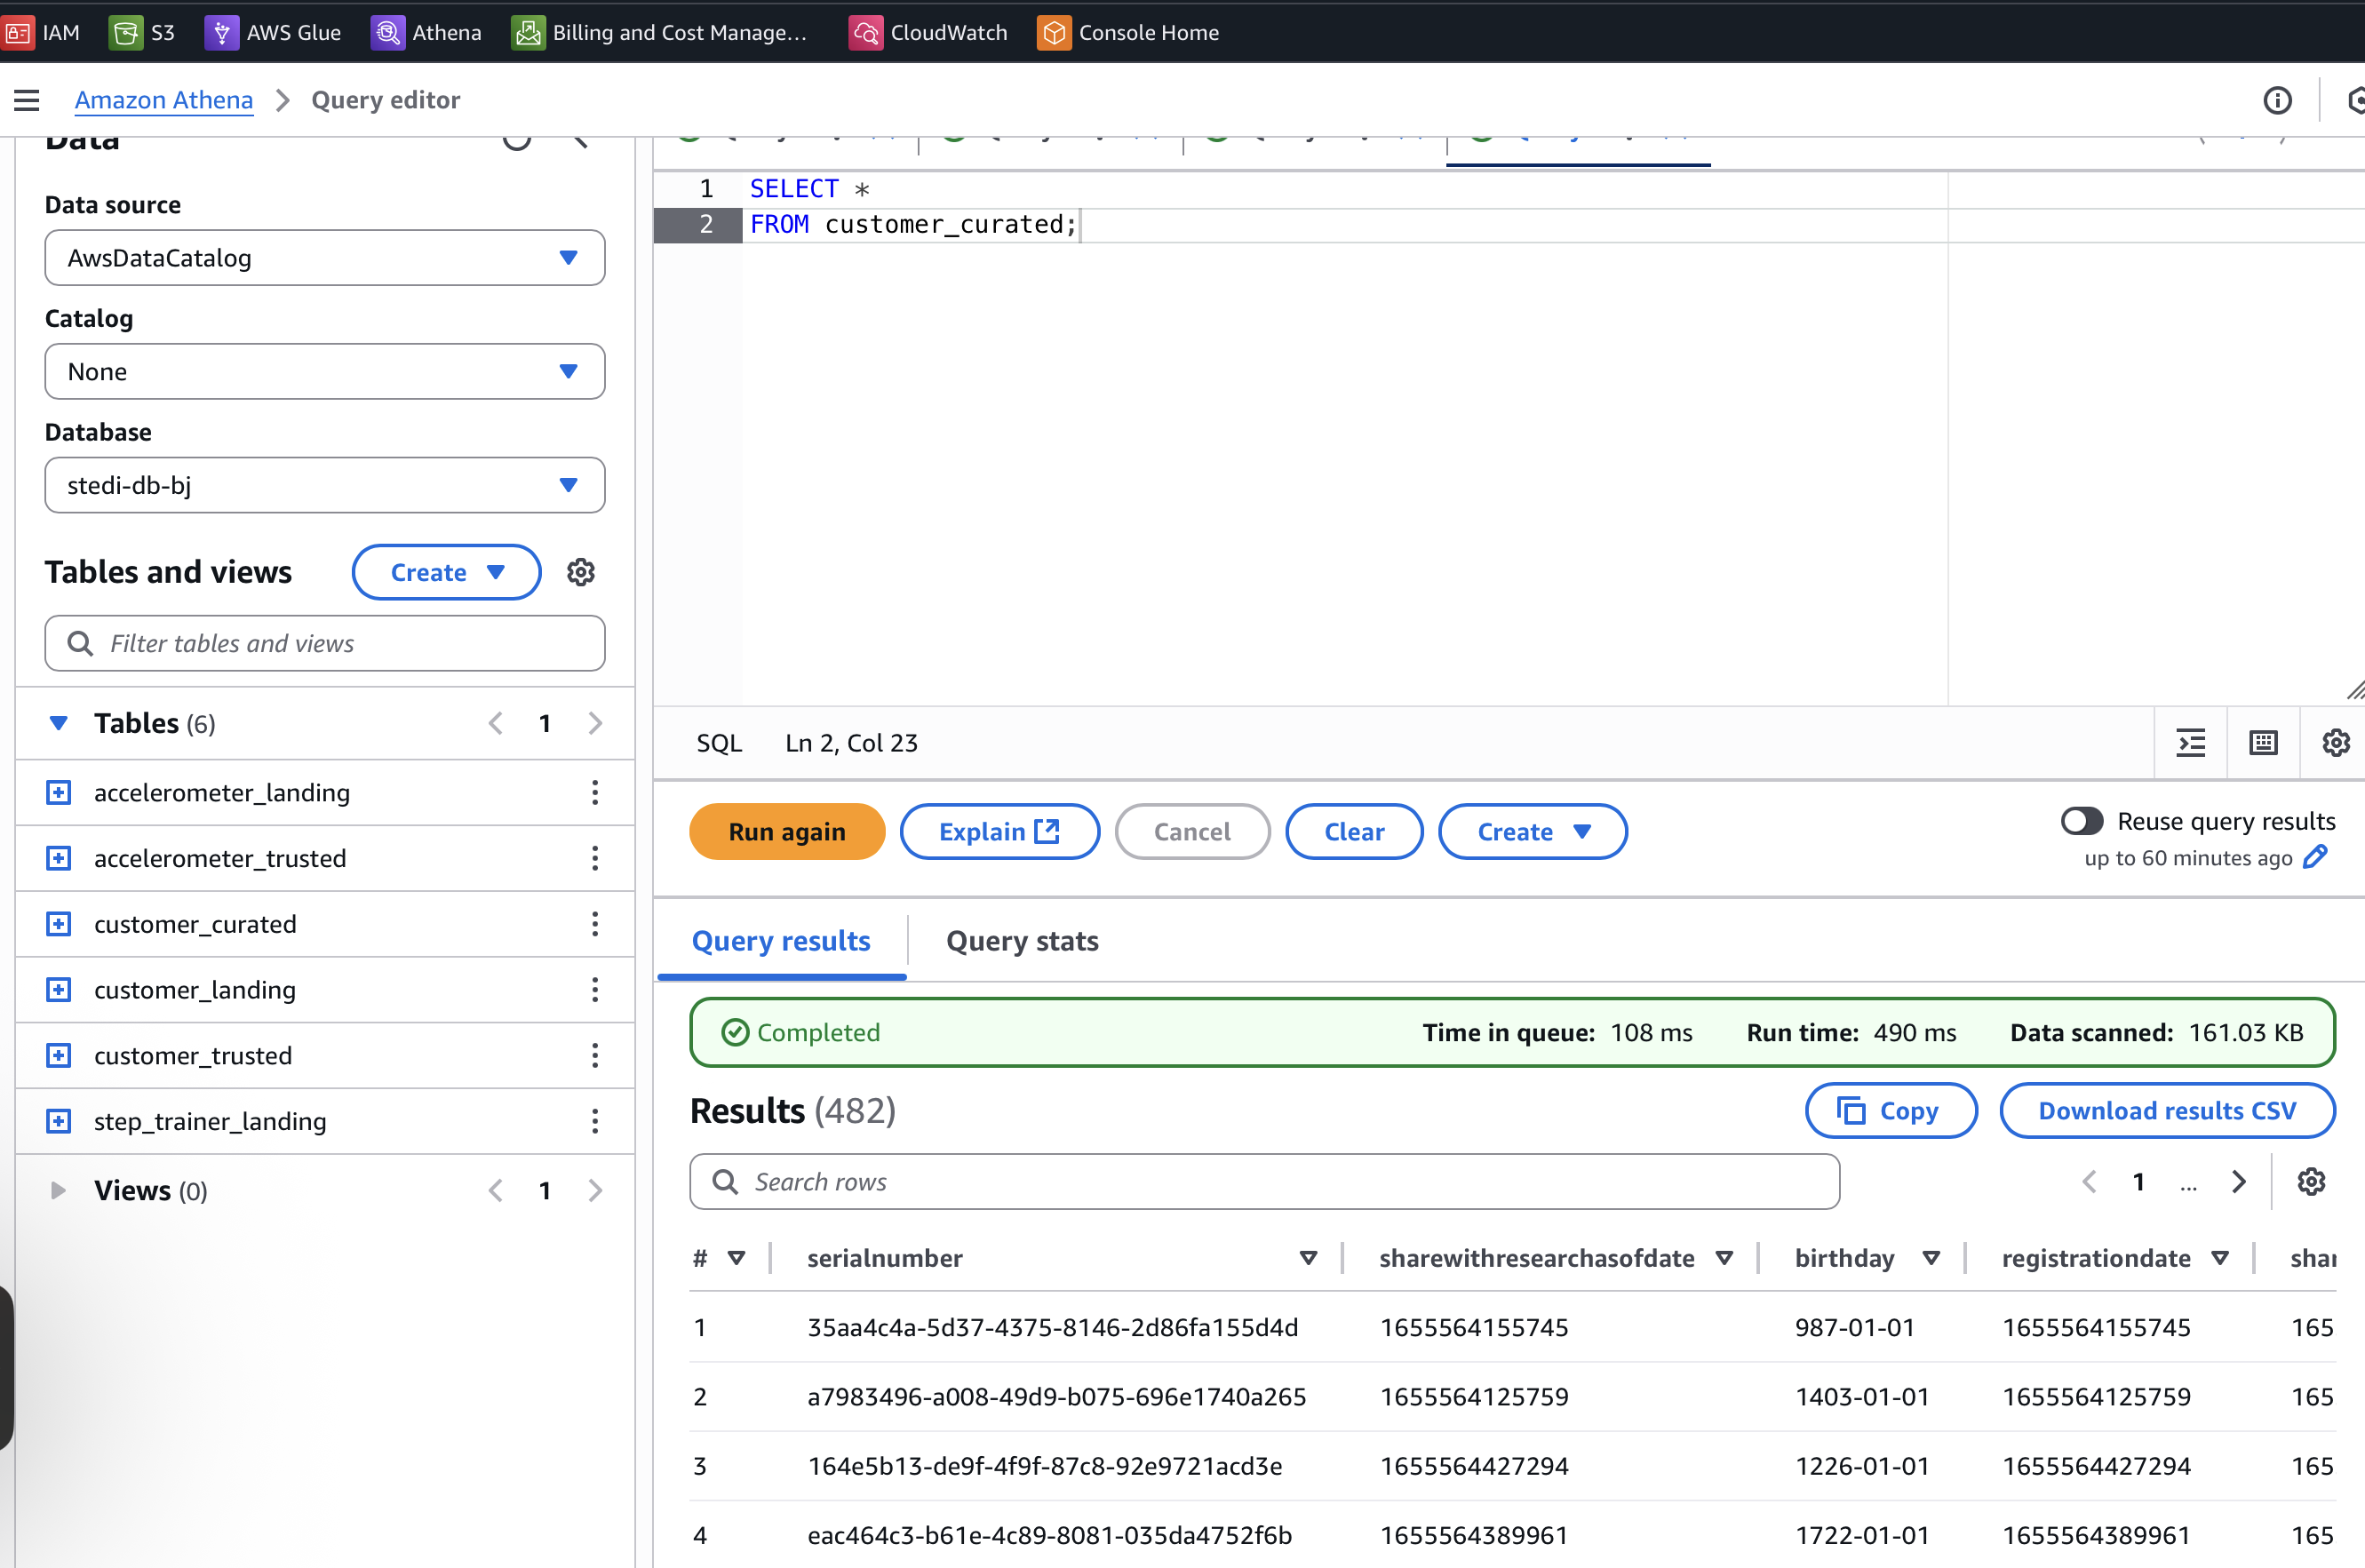 IAM S3 AWS Glue Athena Billing and Cost Manage... CloudWatch Console Home
Amazon Athena Query editor
Data
Data source
AwsDataCatalog
Catalog
None
Database
stedi-db-bj
Tables and views Create
Filter tables and views
Tables (6) 1
accelerometer_landing
accelerometer_trusted
customer_curated
customer_landing
customer_trusted
step_trainer_landing
Views (0) 1
1 SELECT *
2 FROM customer_curated;
SQL Ln 2, Col 23
Run again Explain Cancel Clear Create
Reuse query results
up to 60 minutes ago
Query results Query stats
Completed Time in queue: 108 ms Run time: 490 ms Data scanned: 161.03 KB
Results (482) Copy Download results CSV
Search rows 1 ...
# serialnumber sharewithresearchasofdate birthday registrationdate shar
1 35aa4c4a-5d37-4375-8146-2d86fa155d4d 1655564155745 987-01-01 1655564155745 165
2 a7983496-a008-49d9-b075-696e1740a265 1655564125759 1403-01-01 1655564125759 165
3 164e5b13-de9f-4f9f-87c8-92e9721acd3e 1655564427294 1226-01-01 1655564427294 165
4 eac464c3-b61e-4c89-8081-035da4752f6b 1655564389961 1722-01-01 1655564389961 165